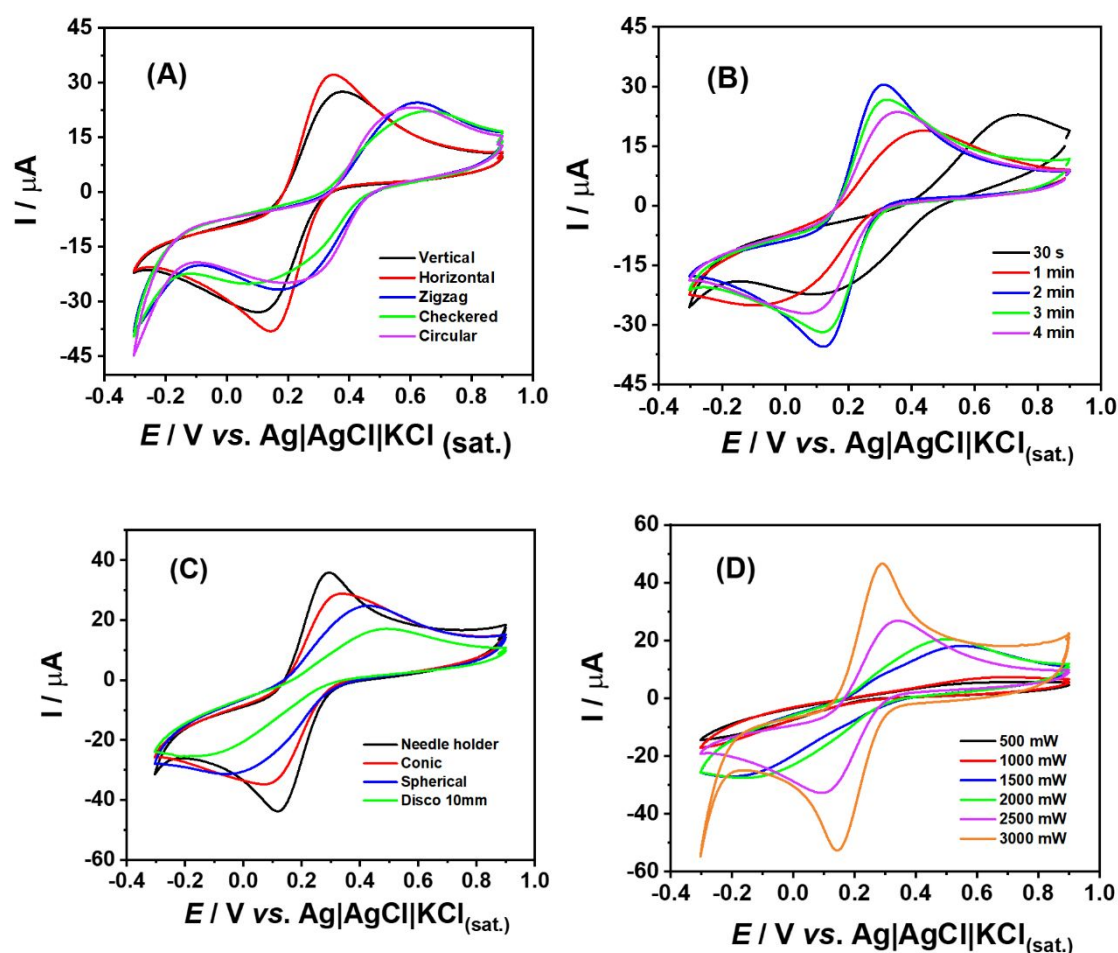 (A)
I / μA
45
30
15
0
-15
-30
-45
-0.4 -0.2 0.0 0.2 0.4 0.6 0.8 1.0
Vertical
Horizontal
Zigzag
Checkered
Circular
E / V vs. Ag|AgCl|KCl (sat.)
(B)
I / μA
45
30
15
0
-15
-30
-45
-0.4 -0.2 0.0 0.2 0.4 0.6 0.8 1.0
30 s
1 min
2 min
3 min
4 min
E / V vs. Ag|AgCl|KCl(sat.)
(C)
I / μA
40
20
0
-20
-40
-60
-0.4 -0.2 0.0 0.2 0.4 0.6 0.8 1.0
Needle holder
Conic
Spherical
Disco 10mm
E / V vs. Ag|AgCl|KCl(sat.)
(D)
I / μA
60
40
20
0
-20
-40
-60
-0.4 -0.2 0.0 0.2 0.4 0.6 0.8 1.0
500 mW
1000 mW
1500 mW
2000 mW
2500 mW
3000 mW
E / V vs. Ag|AgCl|KCl(sat.)